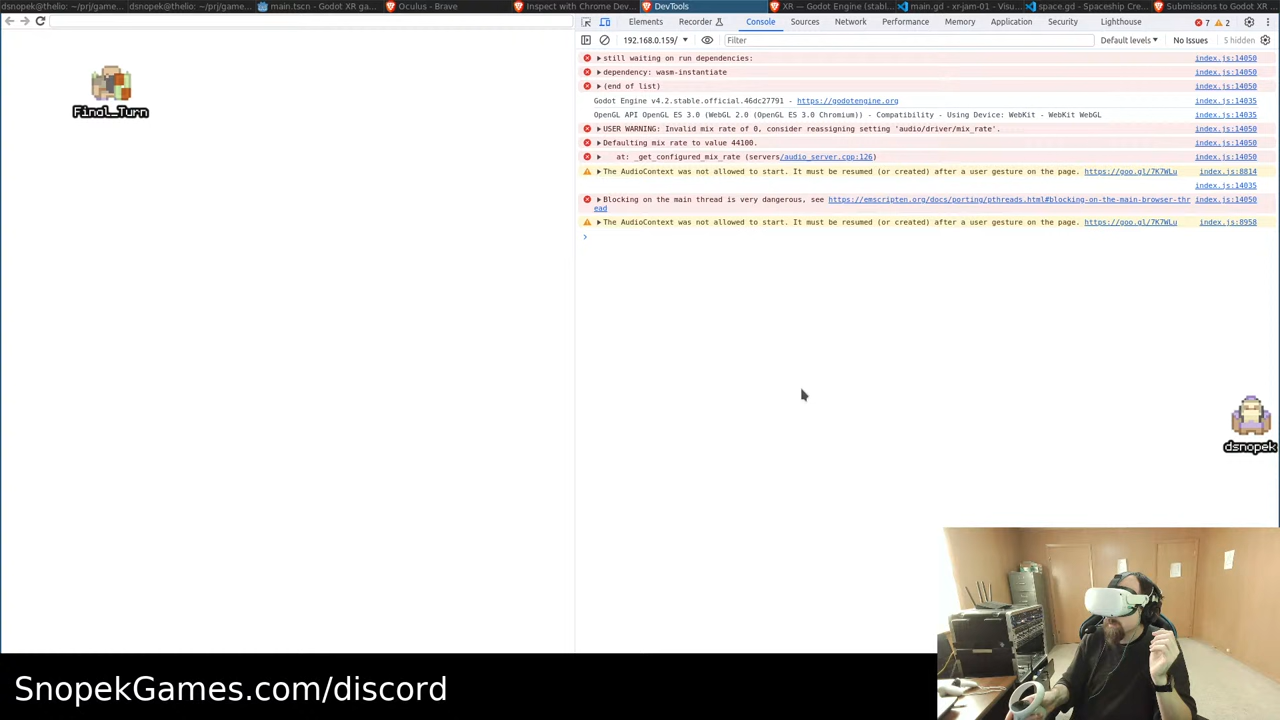 dsnopek@thelio: ~/prj/game...
dsnopek@thelio: ~/prj/game...
main.tscn - Godot XR ga...
Oculus - Brave
Inspect with Chrome Dev...
DevTools
XR — Godot Engine (stabl...
main.gd - xr-jam-01 - Visu...
space.gd - Spaceship Cre...
Submissions to Godot XR ...
Elements
Recorder
Console
Sources
Network
Performance
Memory
Application
Security
Lighthouse
7
2
192.168.0.159/
Filter
Default levels
No Issues
5 hidden
still waiting on run dependencies: index.js:14050
dependency: wasm-instantiate index.js:14050
(end of list) index.js:14050
Godot Engine v4.2.stable.official.46dc27791 - https://godotengine.org index.js:14035
OpenGL API OpenGL ES 3.0 (WebGL 2.0 (OpenGL ES 3.0 Chromium)) - Compatibility - Using Device: WebKit - WebKit WebGL index.js:14035
USER WARNING: Invalid mix rate of 0, consider reassigning setting 'audio/driver/mix_rate'. index.js:14050
Defaulting mix rate to value 44100. index.js:14050
at: _get_configured_mix_rate (servers/audio_server.cpp:126) index.js:14050
The AudioContext was not allowed to start. It must be resumed (or created) after a user gesture on the page. https://goo.gl/7K7WLu index.js:8814
index.js:14035
Blocking on the main thread is very dangerous, see https://emscripten.org/docs/porting/pthreads.html#blocking-on-the-main-browser-thr index.js:14050
ead
The AudioContext was not allowed to start. It must be resumed (or created) after a user gesture on the page. https://goo.gl/7K7WLu index.js:8958
Final_Turn
dsnopek
SnopekGames.com/discord